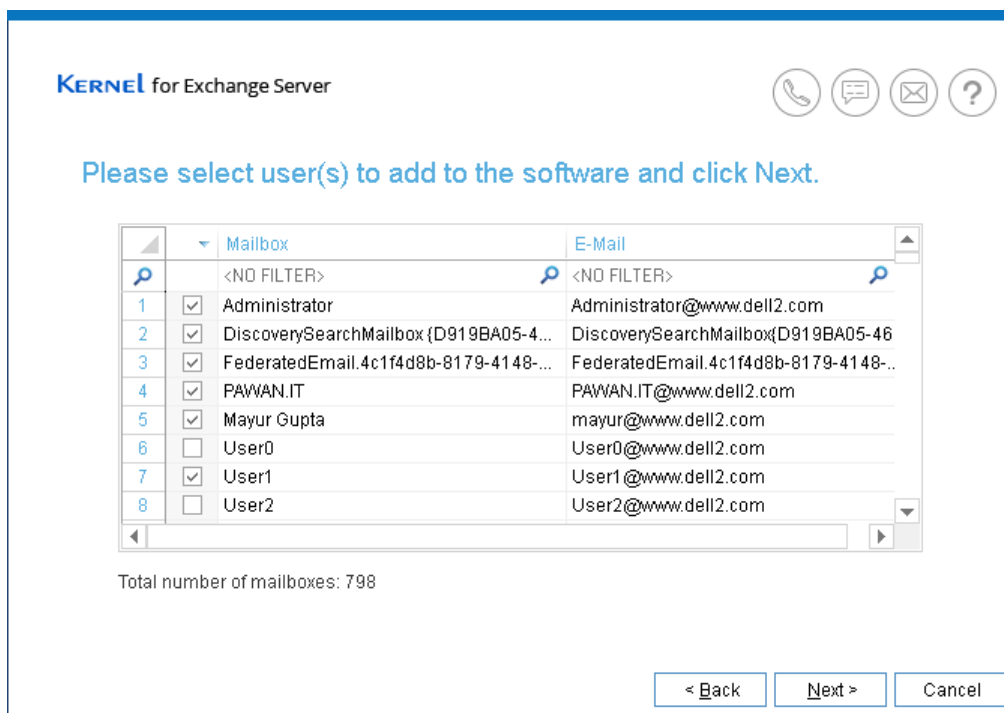 KERNEL for Exchange Server
?
Please select user(s) to add to the software and click Next.
Mailbox E-Mail
<NO FILTER> <NO FILTER>
1 Administrator Administrator@www.dell2.com
2 DiscoverySearchMailbox {D919BA05-4... DiscoverySearchMailbox{D919BA05-46
3 FederatedEmail.4c1f4d8b-8179-4148-... FederatedEmail.4c1f4d8b-8179-4148-..
4 PAWAN.IT PAWAN.IT@www.dell2.com
5 Mayur Gupta mayur@www.dell2.com
6 User0 User0@www.dell2.com
7 User1 User1@www.dell2.com
8 User2 User2@www.dell2.com
Total number of mailboxes: 798
< Back Next > Cancel